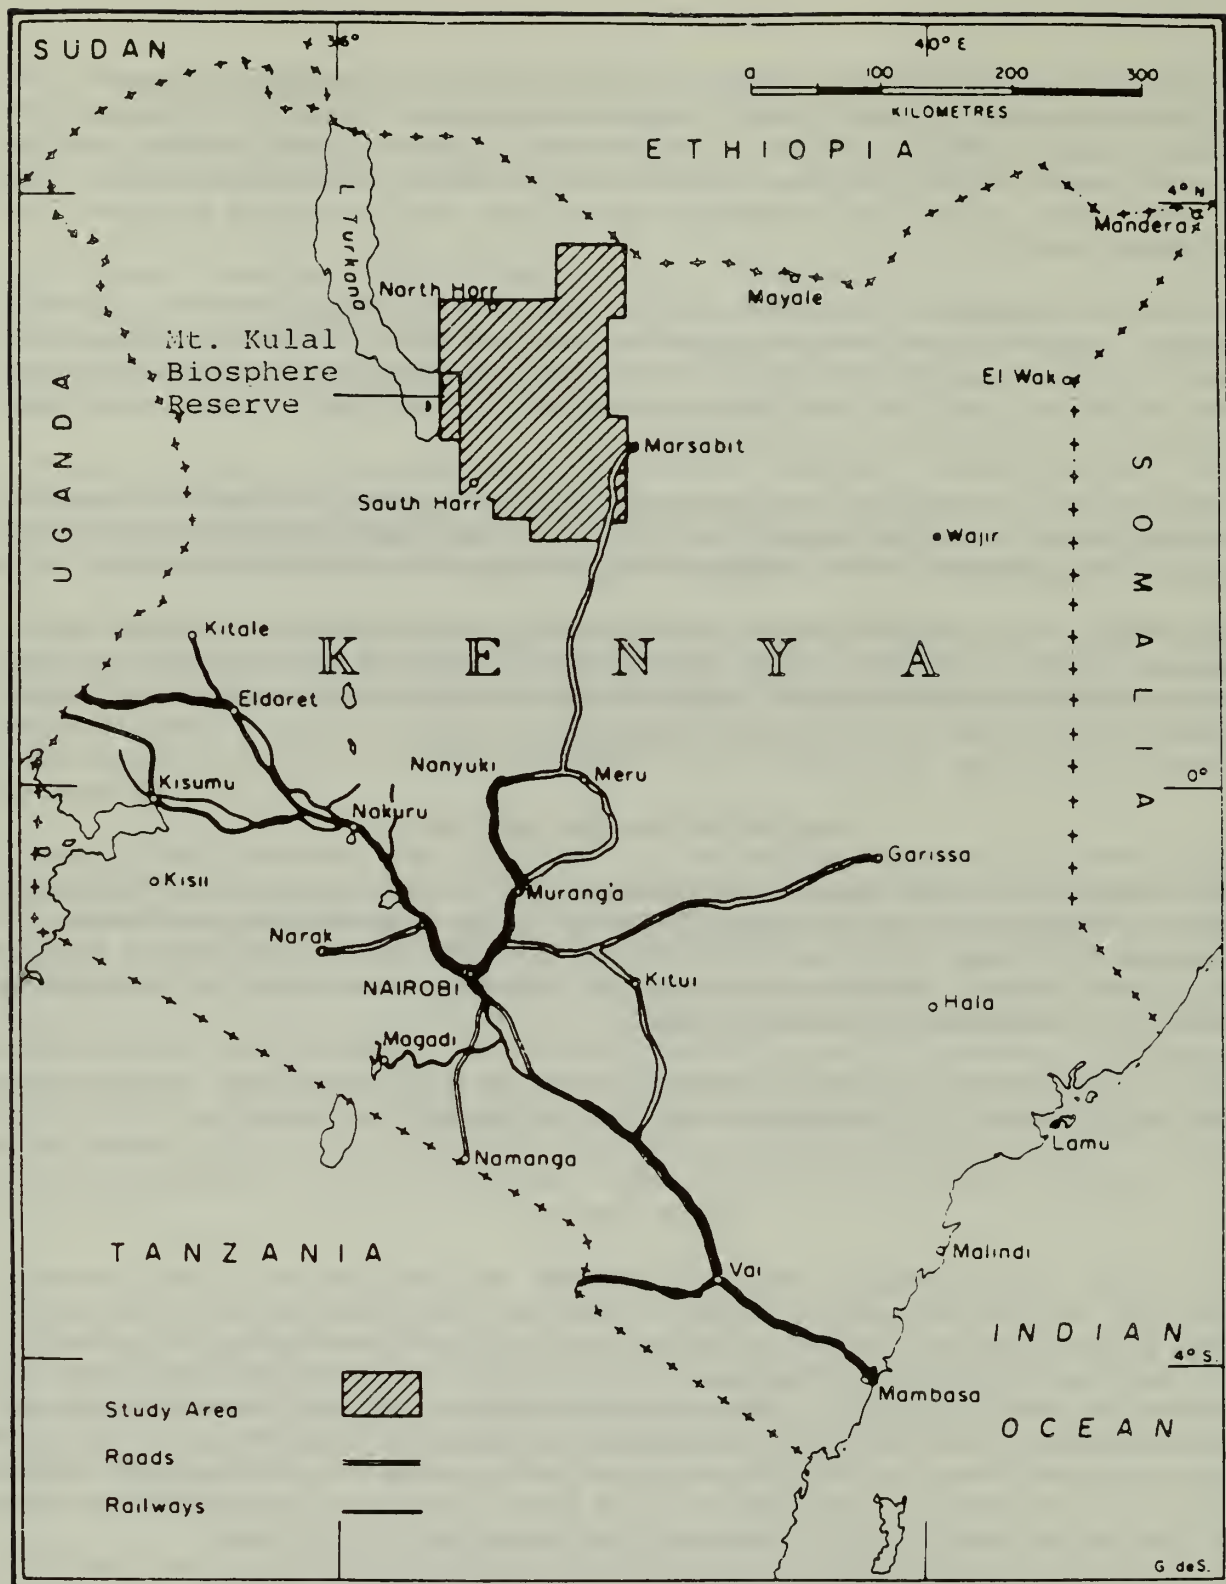 SUDAN
36°
40° E
0 100 200 300
KILOMETRES
ETHIOPIA
4° N
L. Turkana
Mandera
North Horr
Mayale
Mt. Kulal
Biosphere
Reserve
El Wak
UGANDA
Marsabit
SOMALIA
South Horr
Wajir
Kitale
KENYA
Eldoret
Nanyuki
Meru
Kisumu
0°
Nakuru
Garissa
Kisii
Murang'a
Narok
NAIROBI
Kitui
Hola
Magadi
Lamu
Namanga
TANZANIA
Malindi
Voi
INDIAN
4° S.
Mombasa
OCEAN
Study Area
Roads
Railways
G deS.